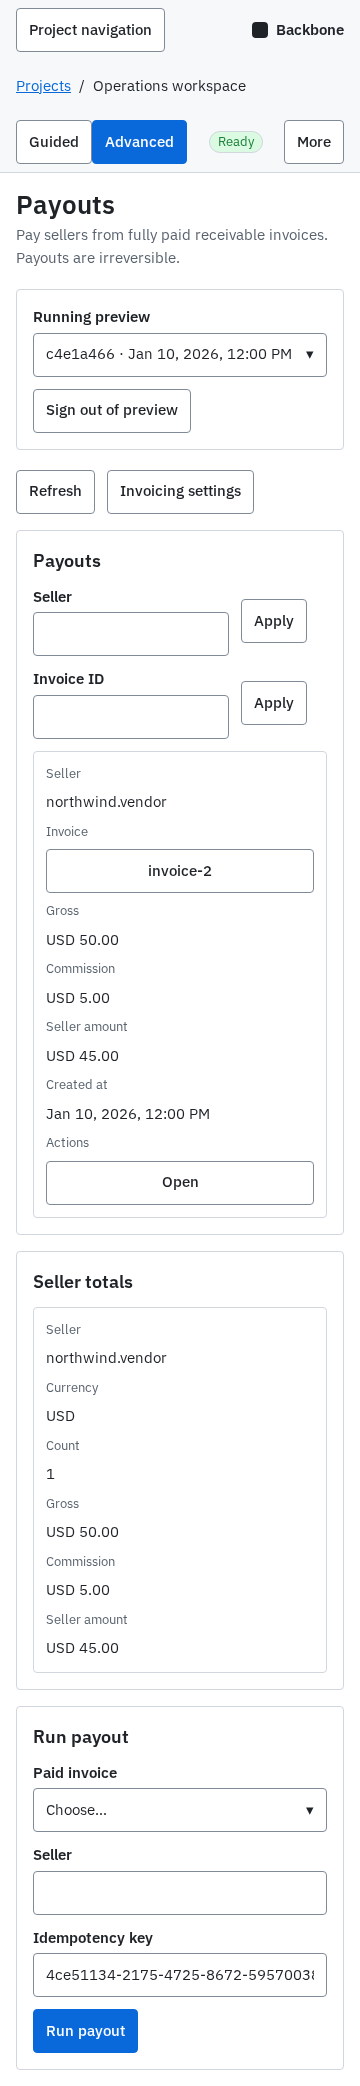 Project navigation
Backbone
Projects / Operations workspace
Guided
Advanced
Ready
More
Payouts
Pay sellers from fully paid receivable invoices.
Payouts are irreversible.
Running preview
c4e1a466 · Jan 10, 2026, 12:00 PM ▾
Sign out of preview
Refresh
Invoicing settings
Payouts
Seller
Apply
Invoice ID
Apply
Seller
northwind.vendor
Invoice
invoice-2
Gross
USD 50.00
Commission
USD 5.00
Seller amount
USD 45.00
Created at
Jan 10, 2026, 12:00 PM
Actions
Open
Seller totals
Seller
northwind.vendor
Currency
USD
Count
1
Gross
USD 50.00
Commission
USD 5.00
Seller amount
USD 45.00
Run payout
Paid invoice
Choose... ▾
Seller
Idempotency key
4ce51134-2175-4725-8672-5957003
Run payout